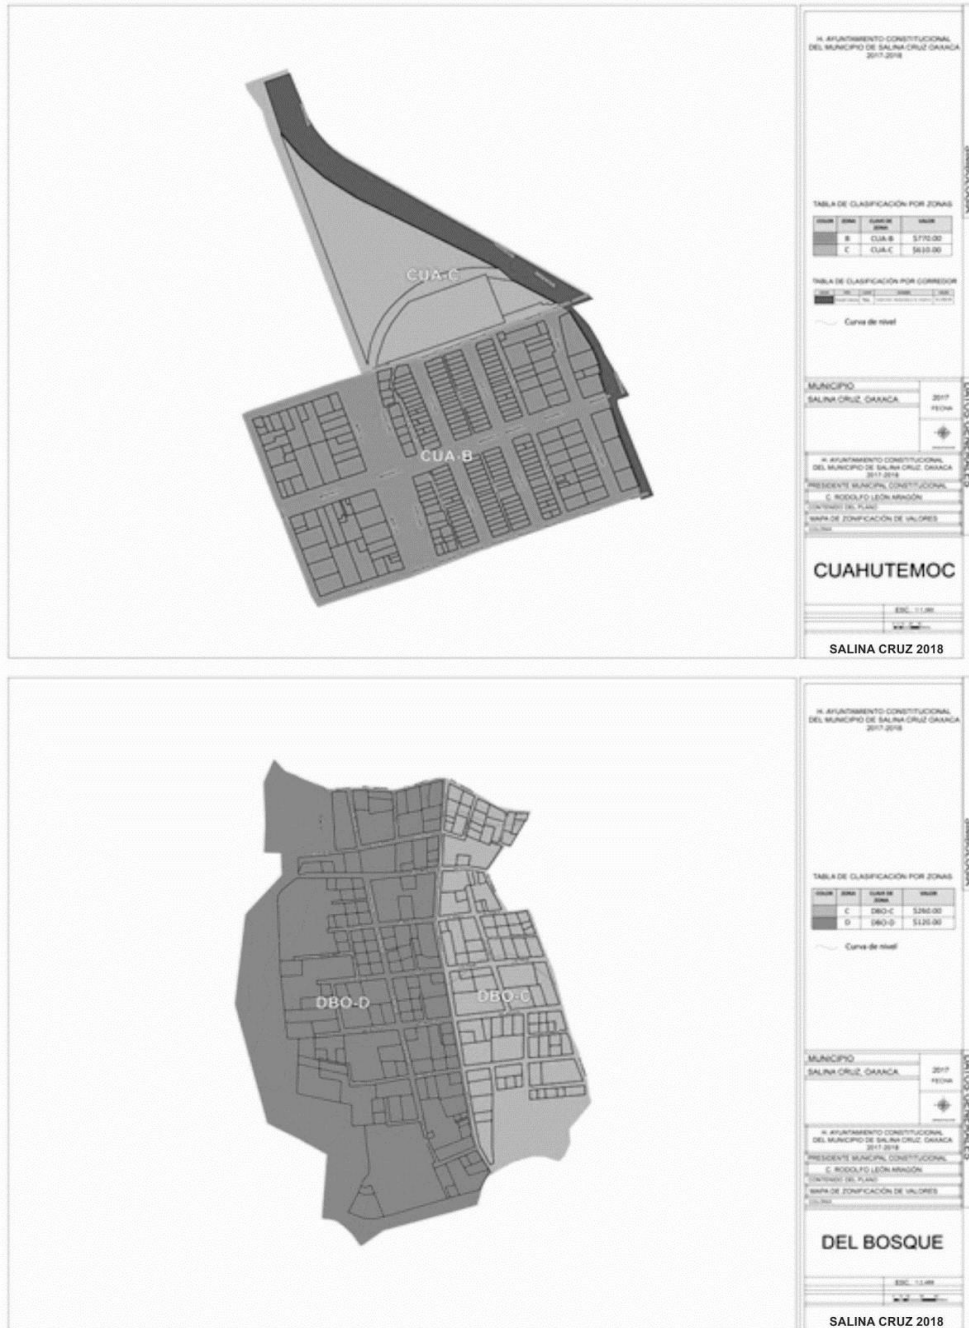 H. AYUNTAMIENTO CONSTITUCIONAL
DEL MUNICIPIO DE SALINA CRUZ OAXACA
2017-2018
TABLA DE CLASIFICACIÓN POR ZONAS
COLOR ZONA CLAVE DE ZONA VALOR
B CUA-B $770.00
C CUA-C $610.00
TABLA DE CLASIFICACIÓN POR CORREDOR
Curva de nivel
CUA-C
CUA-B
MUNICIPIO
SALINA CRUZ, OAXACA
2017
FECHA
DATOS GENERALES
H. AYUNTAMIENTO CONSTITUCIONAL
DEL MUNICIPIO DE SALINA CRUZ, OAXACA
2017-2018
PRESIDENTE MUNICIPAL CONSTITUCIONAL
C. RODOLFO LEÓN ARAGÓN
CONTENIDO DEL PLANO
MAPA DE ZONIFICACIÓN DE VALORES
COLONIA
CUAHUTEMOC
ESC.
SALINA CRUZ 2018
H. AYUNTAMIENTO CONSTITUCIONAL
DEL MUNICIPIO DE SALINA CRUZ OAXACA
2017-2018
TABLA DE CLASIFICACIÓN POR ZONAS
COLOR ZONA CLAVE DE ZONA VALOR
C DBO-C $260.00
D DBO-D $120.00
Curva de nivel
DBO-D
DBO-C
MUNICIPIO
SALINA CRUZ, OAXACA
2017
FECHA
DATOS GENERALES
H. AYUNTAMIENTO CONSTITUCIONAL
DEL MUNICIPIO DE SALINA CRUZ, OAXACA
2017-2018
PRESIDENTE MUNICIPAL CONSTITUCIONAL
C. RODOLFO LEÓN ARAGÓN
CONTENIDO DEL PLANO
MAPA DE ZONIFICACIÓN DE VALORES
COLONIA
DEL BOSQUE
ESC.
SALINA CRUZ 2018